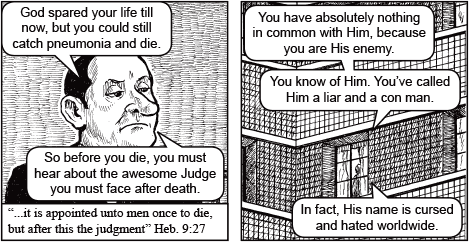 God spared your life till
now, but you could still
catch pneumonia and die.
So before you die, you must
hear about the awesome Judge
you must face after death.
“...it is appointed unto men once to die,
but after this the judgment” Heb. 9:27
You have absolutely nothing
in common with Him, because
you are His enemy.
You know of Him. You’ve called
Him a liar and a con man.
In fact, His name is cursed
and hated worldwide.